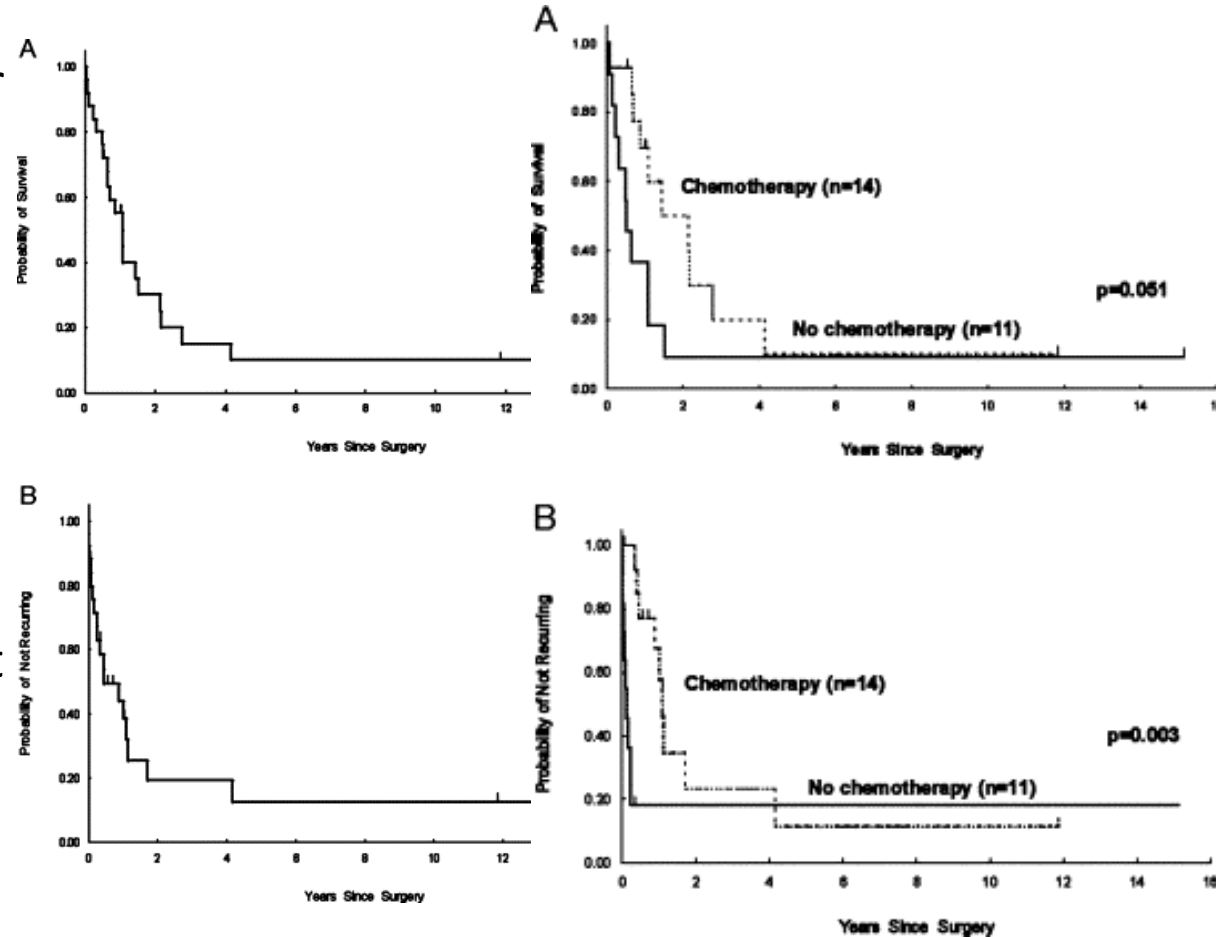 A
1.00
0.80
0.60
0.40
0.20
0.00
Probability of Survival
0 2 4 6 8 10 12
Years Since Surgery
A
1.00
0.80
0.60
0.40
0.20
0.00
Probability of Survival
Chemotherapy (n=14)
p=0.051
No chemotherapy (n=11)
0 2 4 6 8 10 12 14 16
Years Since Surgery
B
1.00
0.80
0.60
0.40
0.20
0.00
Probability of Not Recurring
0 2 4 6 8 10 12
Years Since Surgery
B
1.00
0.80
0.60
0.40
0.20
0.00
Probability of Not Recurring
Chemotherapy (n=14)
p=0.003
No chemotherapy (n=11)
0 2 4 6 8 10 12 14 16
Years Since Surgery